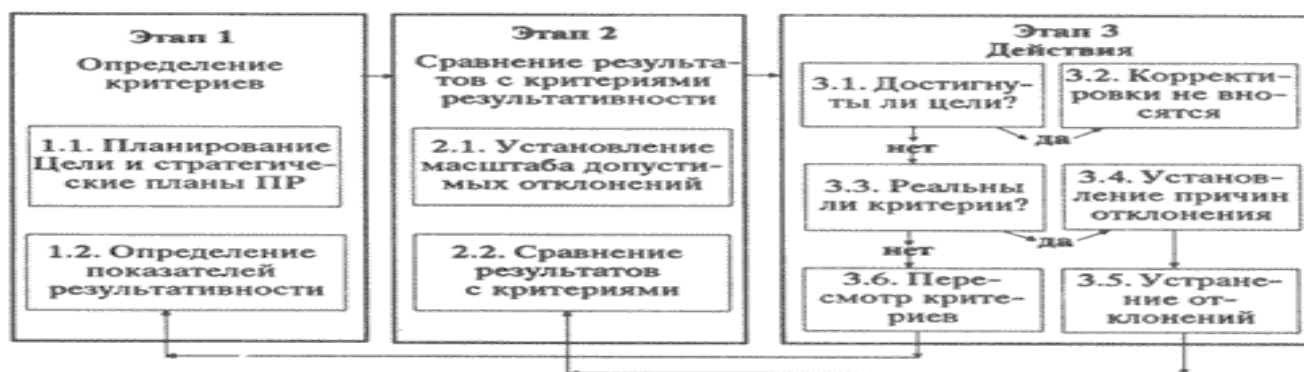 Этап 1
Определение
критериев
1.1. Планирование
Цели и стратегиче-
ские планы ПР
1.2. Определение
показателей
результативности
Этап 2
Сравнение результа-
тов с критериями
результативности
2.1. Установление
масштаба допусти-
мых отклонений
2.2. Сравнение
результатов
с критериями
Этап 3
Действия
3.1. Достигну-
ты ли цели?
3.2. Корректи-
ровки не вно-
сятся
да
нет
3.3. Реальны
ли критерии?
3.4. Установ-
ление причин
отклонения
да
нет
3.6. Пере-
смотр крите-
риев
3.5. Устране-
ние от-
клонений